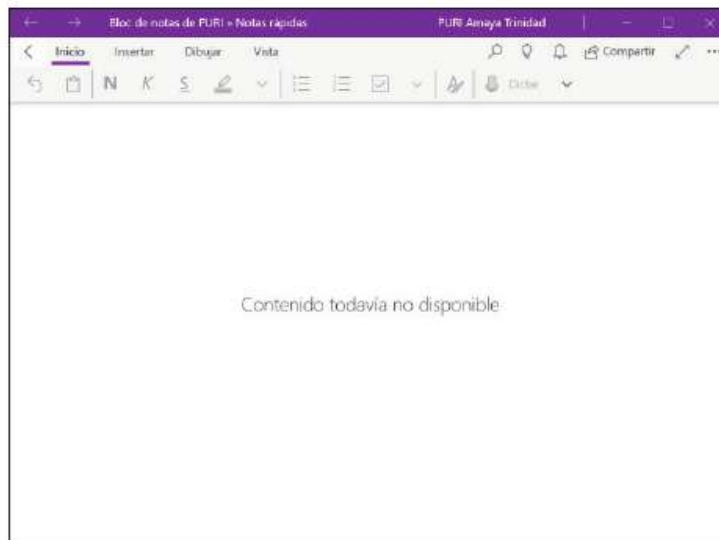 Bloc de notas de PURI » Notas rápidas PURI Amaya Trinidad
Inicio Insertar Dibujar Vista Compartir
N K S Dictar
Contenido todavía no disponible